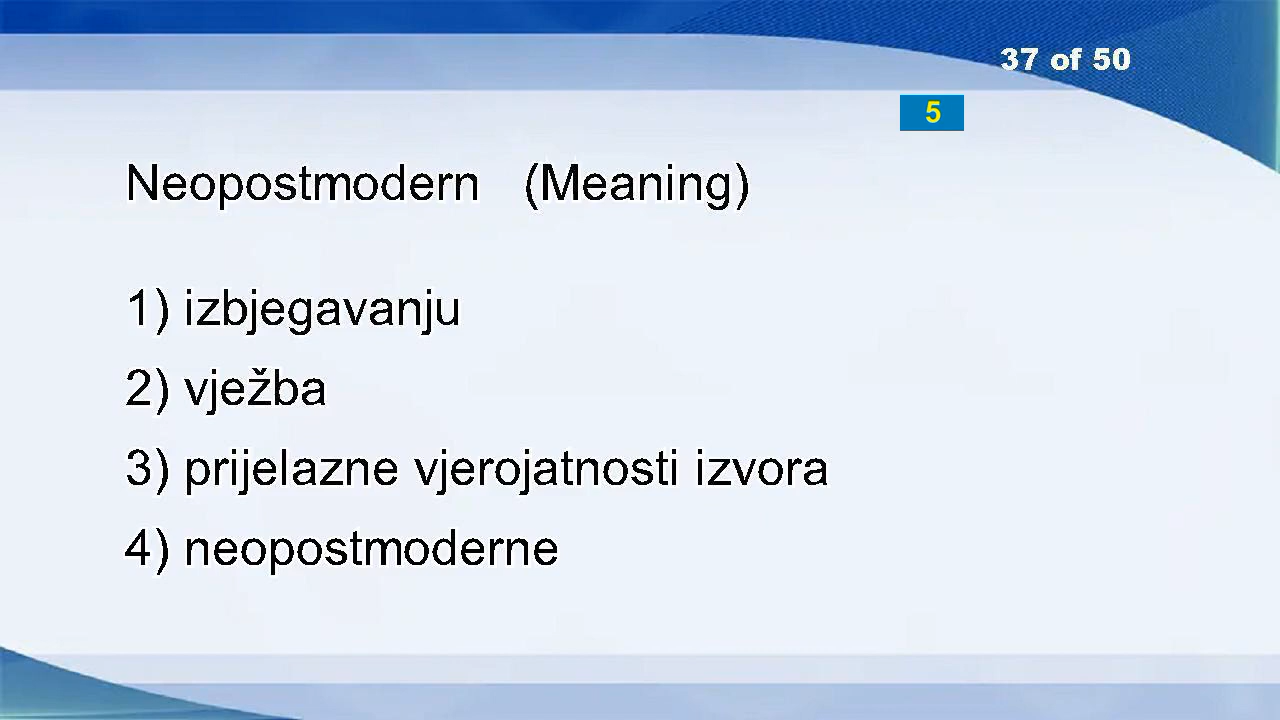 37 of 50
5
Neopostmodern (Meaning)
1) izbjegavanju
2) vježba
3) prijelazne vjerojatnosti izvora
4) neopostmoderne